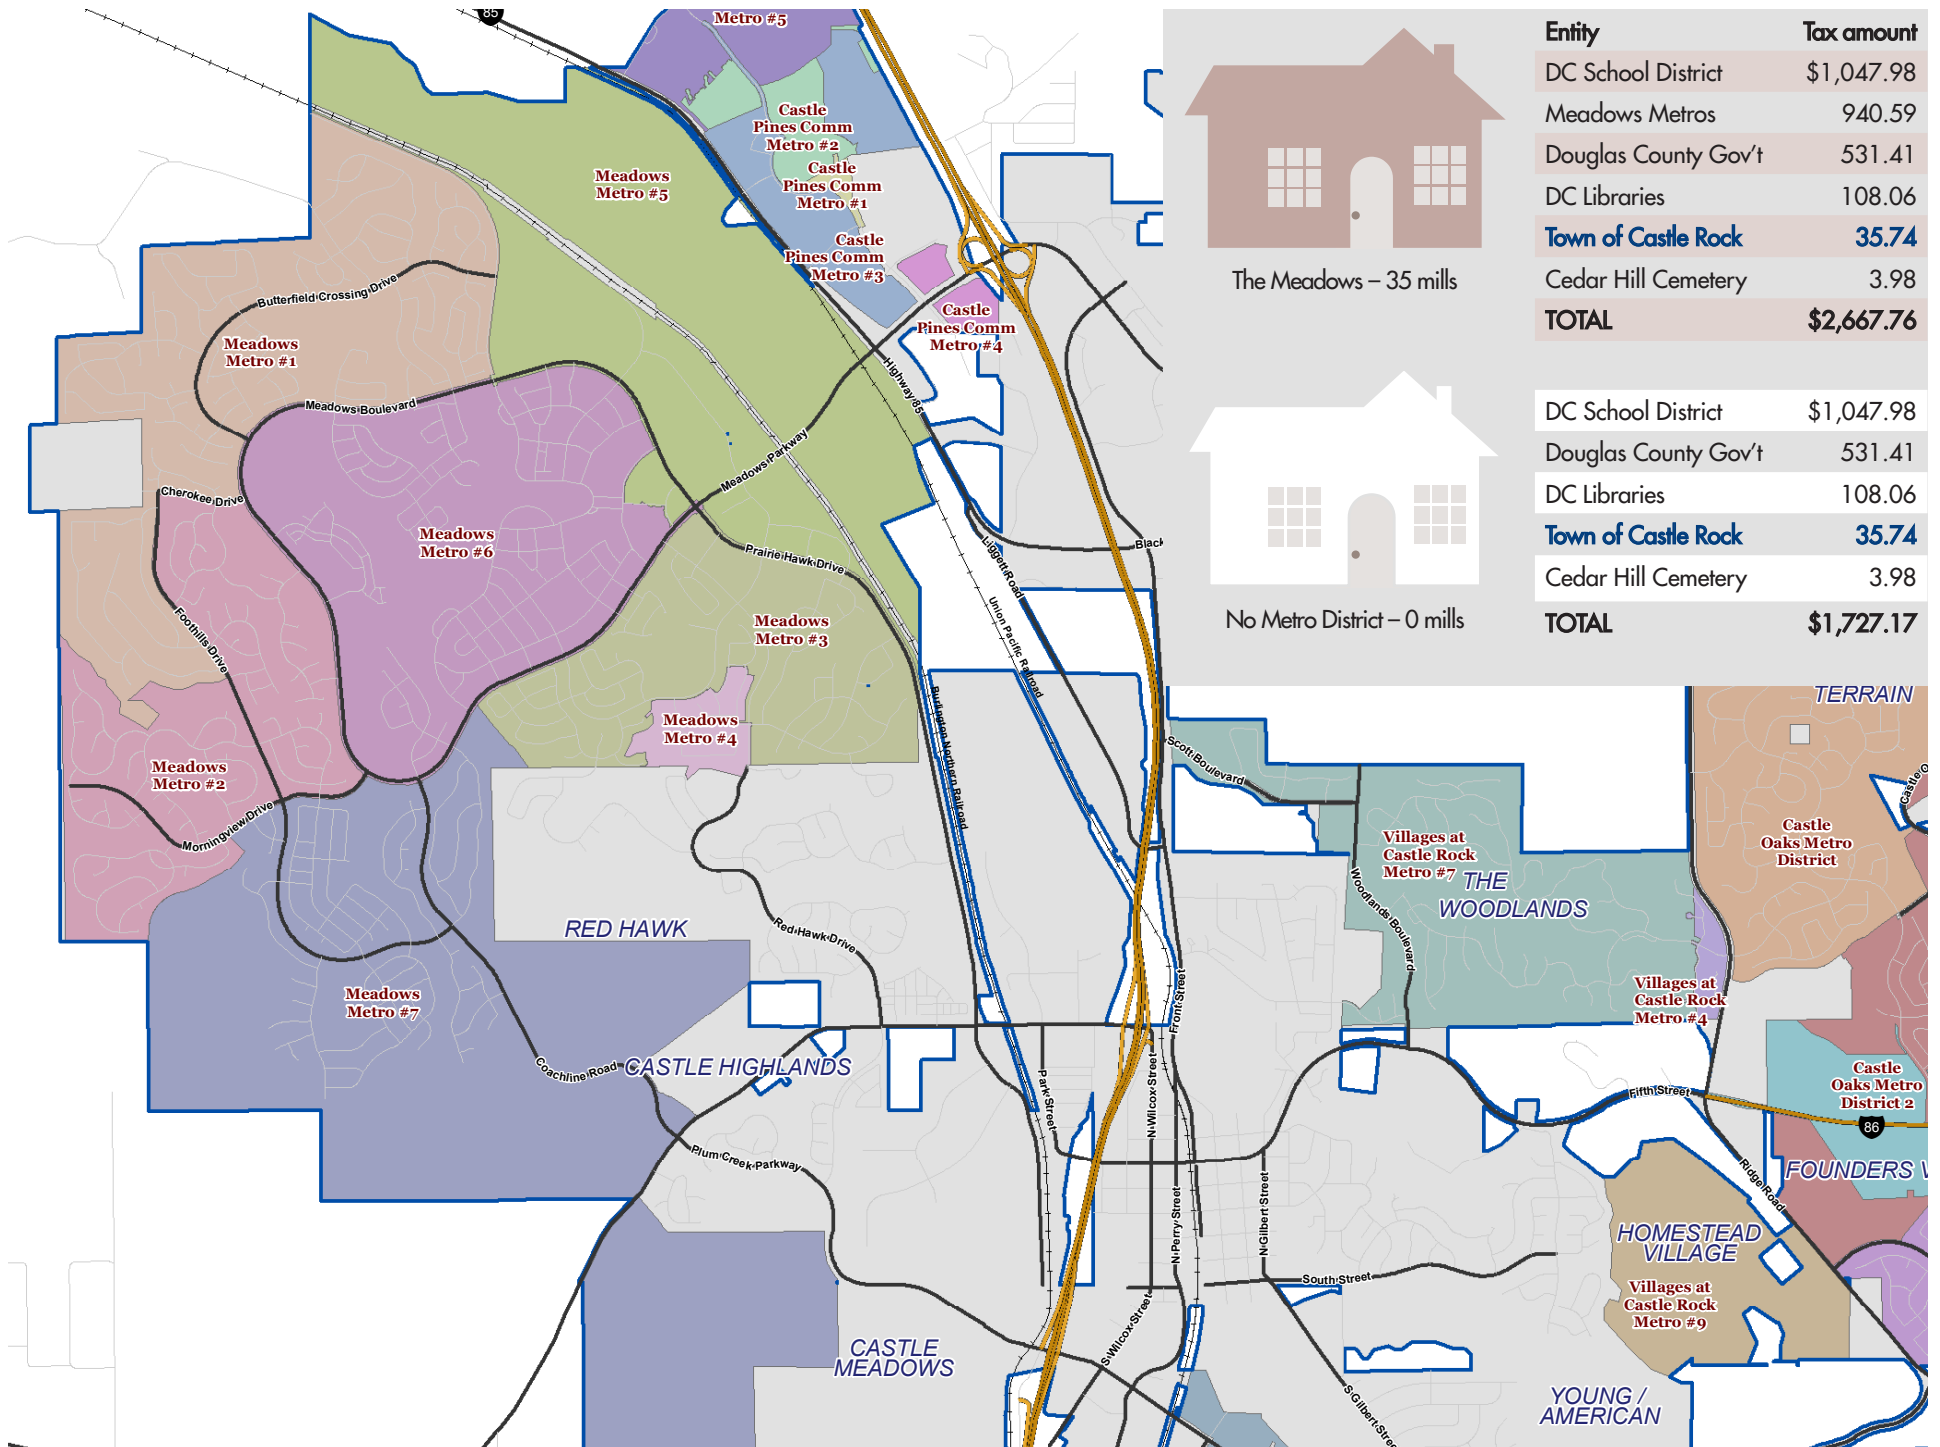 85
Metro #5
Castle
Pines Comm
Metro #2
Castle
Pines Comm
Metro #1
Castle
Pines Comm
Metro #3
Castle
Pines Comm
Metro #4
Meadows
Metro #5
Butterfield Crossing Drive
Meadows
Metro #1
Meadows Boulevard
Highway 85
Meadows Parkway
Cherokee Drive
Meadows
Metro #6
Prairie Hawk Drive
Liggett Road
Black
Union Pacific Railroad
Foothills Drive
Meadows
Metro #3
Meadows
Metro #4
Burlington Northern Railroad
Meadows
Metro #2
Morningview Drive
RED HAWK
Red Hawk Drive
Meadows
Metro #7
Coachline Road
CASTLE HIGHLANDS
Plum Creek Parkway
Park Street
N Wilcox Street
Front Street
N Perry Street
N Gilbert Street
South Street
S Wilcox Street
S Gilbert Stree
CASTLE
MEADOWS
YOUNG /
AMERICAN
Entity Tax amount
DC School District $1,047.98
Meadows Metros 940.59
Douglas County Gov't 531.41
DC Libraries 108.06
Town of Castle Rock 35.74
Cedar Hill Cemetery 3.98
TOTAL $2,667.76
The Meadows – 35 mills
DC School District $1,047.98
Douglas County Gov't 531.41
DC Libraries 108.06
Town of Castle Rock 35.74
Cedar Hill Cemetery 3.98
TOTAL $1,727.17
No Metro District – 0 mills
TERRAIN
Scott Boulevard
Castle O
Castle
Oaks Metro
District
Villages at
Castle Rock
Metro #7
THE
WOODLANDS
Woodlands Boulevard
Villages at
Castle Rock
Metro #4
Fifth Street
Castle
Oaks Metro
District 2
86
FOUNDERS V
Ridge Road
HOMESTEAD
VILLAGE
Villages at
Castle Rock
Metro #9